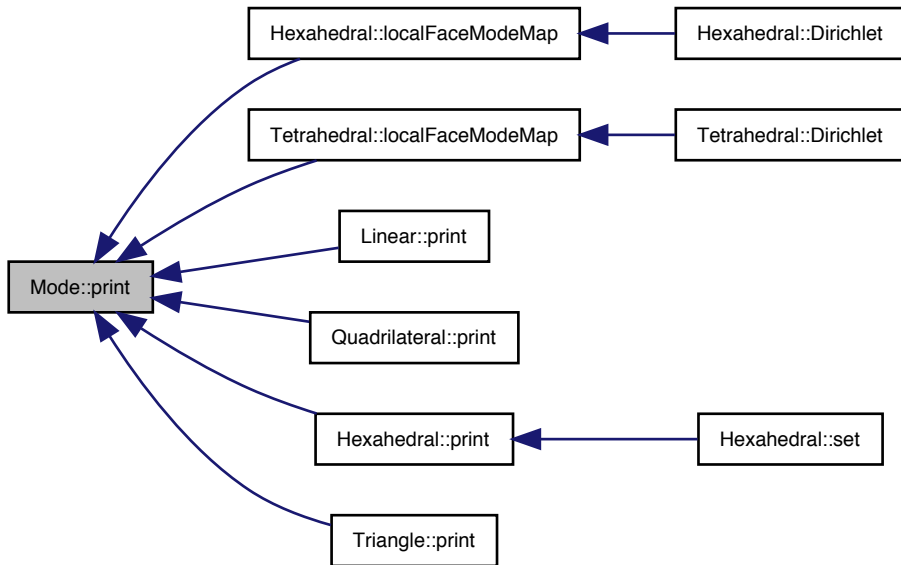 Hexahedral::localFaceModeMap
Hexahedral::Dirichlet
Tetrahedral::localFaceModeMap
Tetrahedral::Dirichlet
Linear::print
Mode::print
Quadrilateral::print
Hexahedral::print
Hexahedral::set
Triangle::print